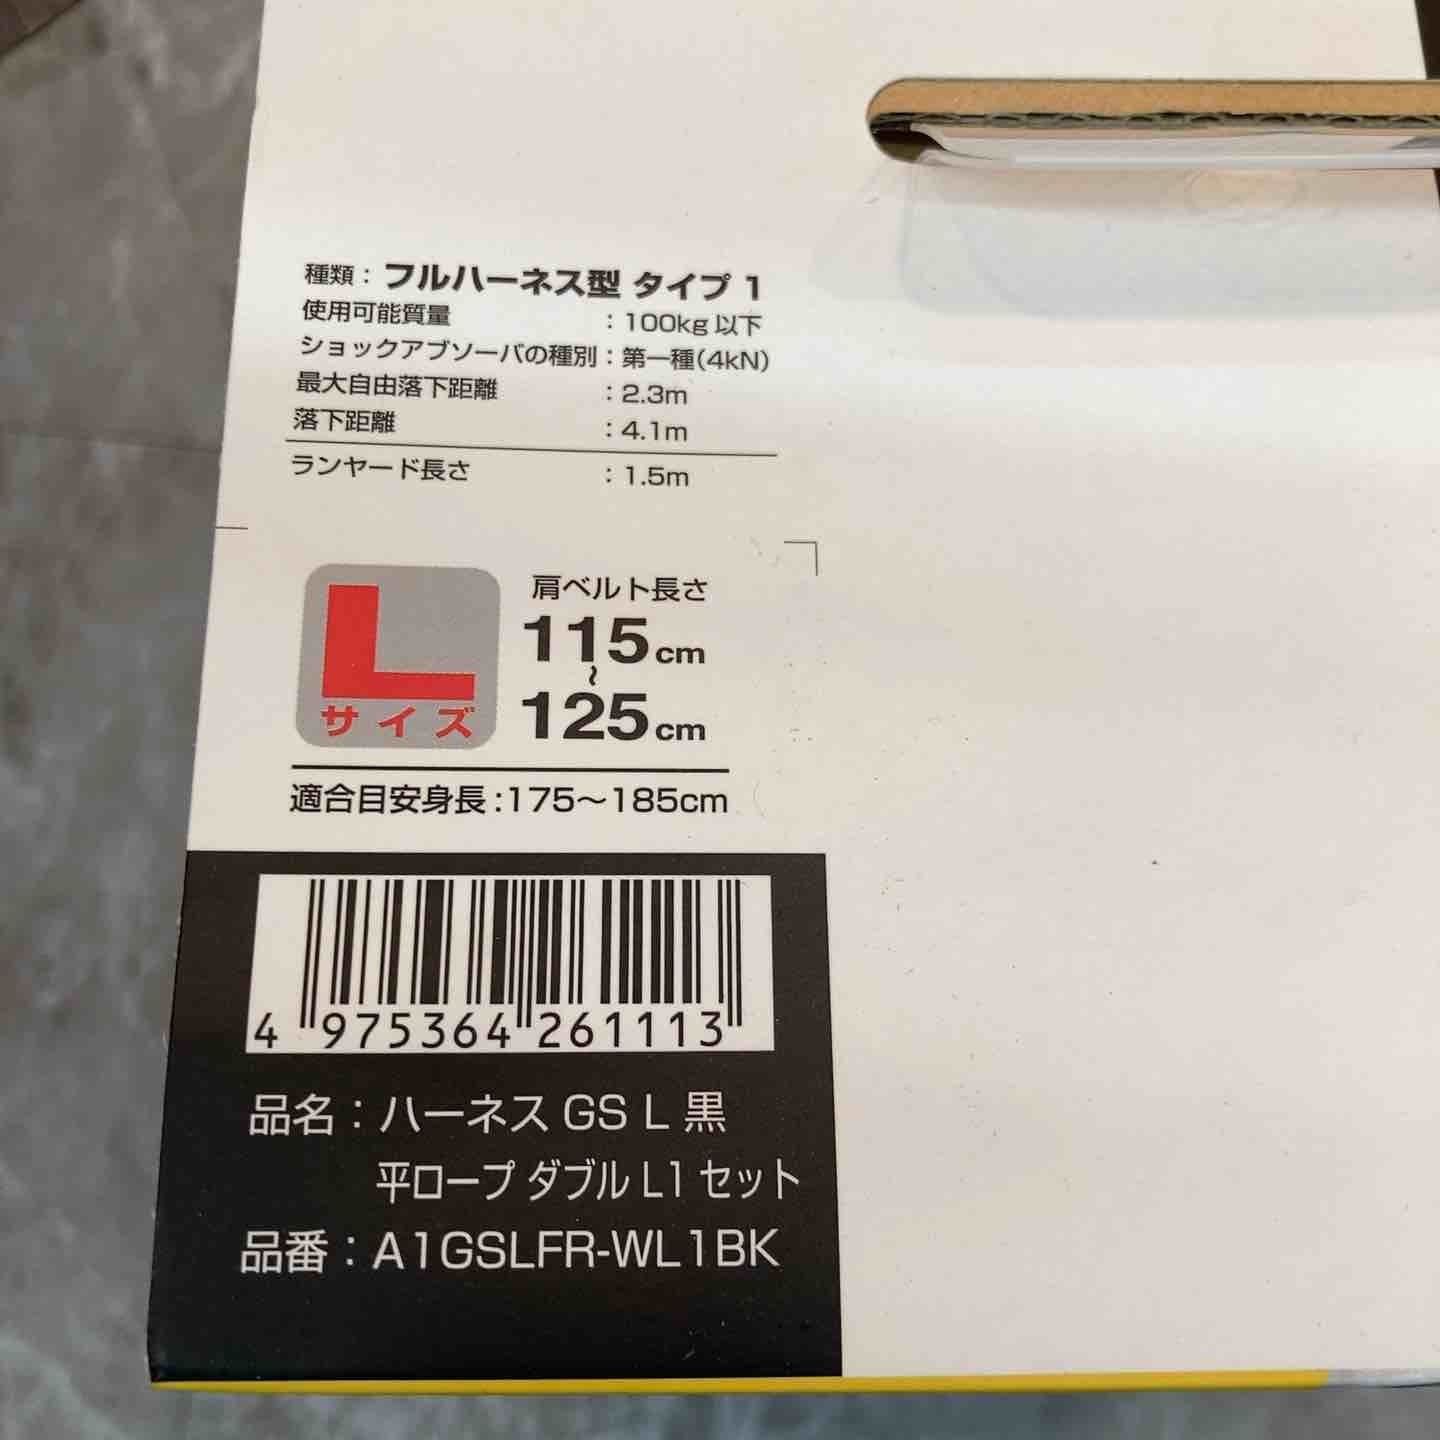 種類：フルハーネス型 タイプ 1
使用可能質量 ：100kg 以下
ショックアブソーバの種別：第一種(4kN)
最大自由落下距離 ：2.3m
落下距離 ：4.1m
ランヤード長さ ：1.5m
L
サイズ
肩ベルト長さ
115cm
～
125cm
適合目安身長:175～185cm
4 975364 261113
品名：ハーネス GS L 黒
平ロープ ダブル L1 セット
品番：A1GSLFR-WL1BK